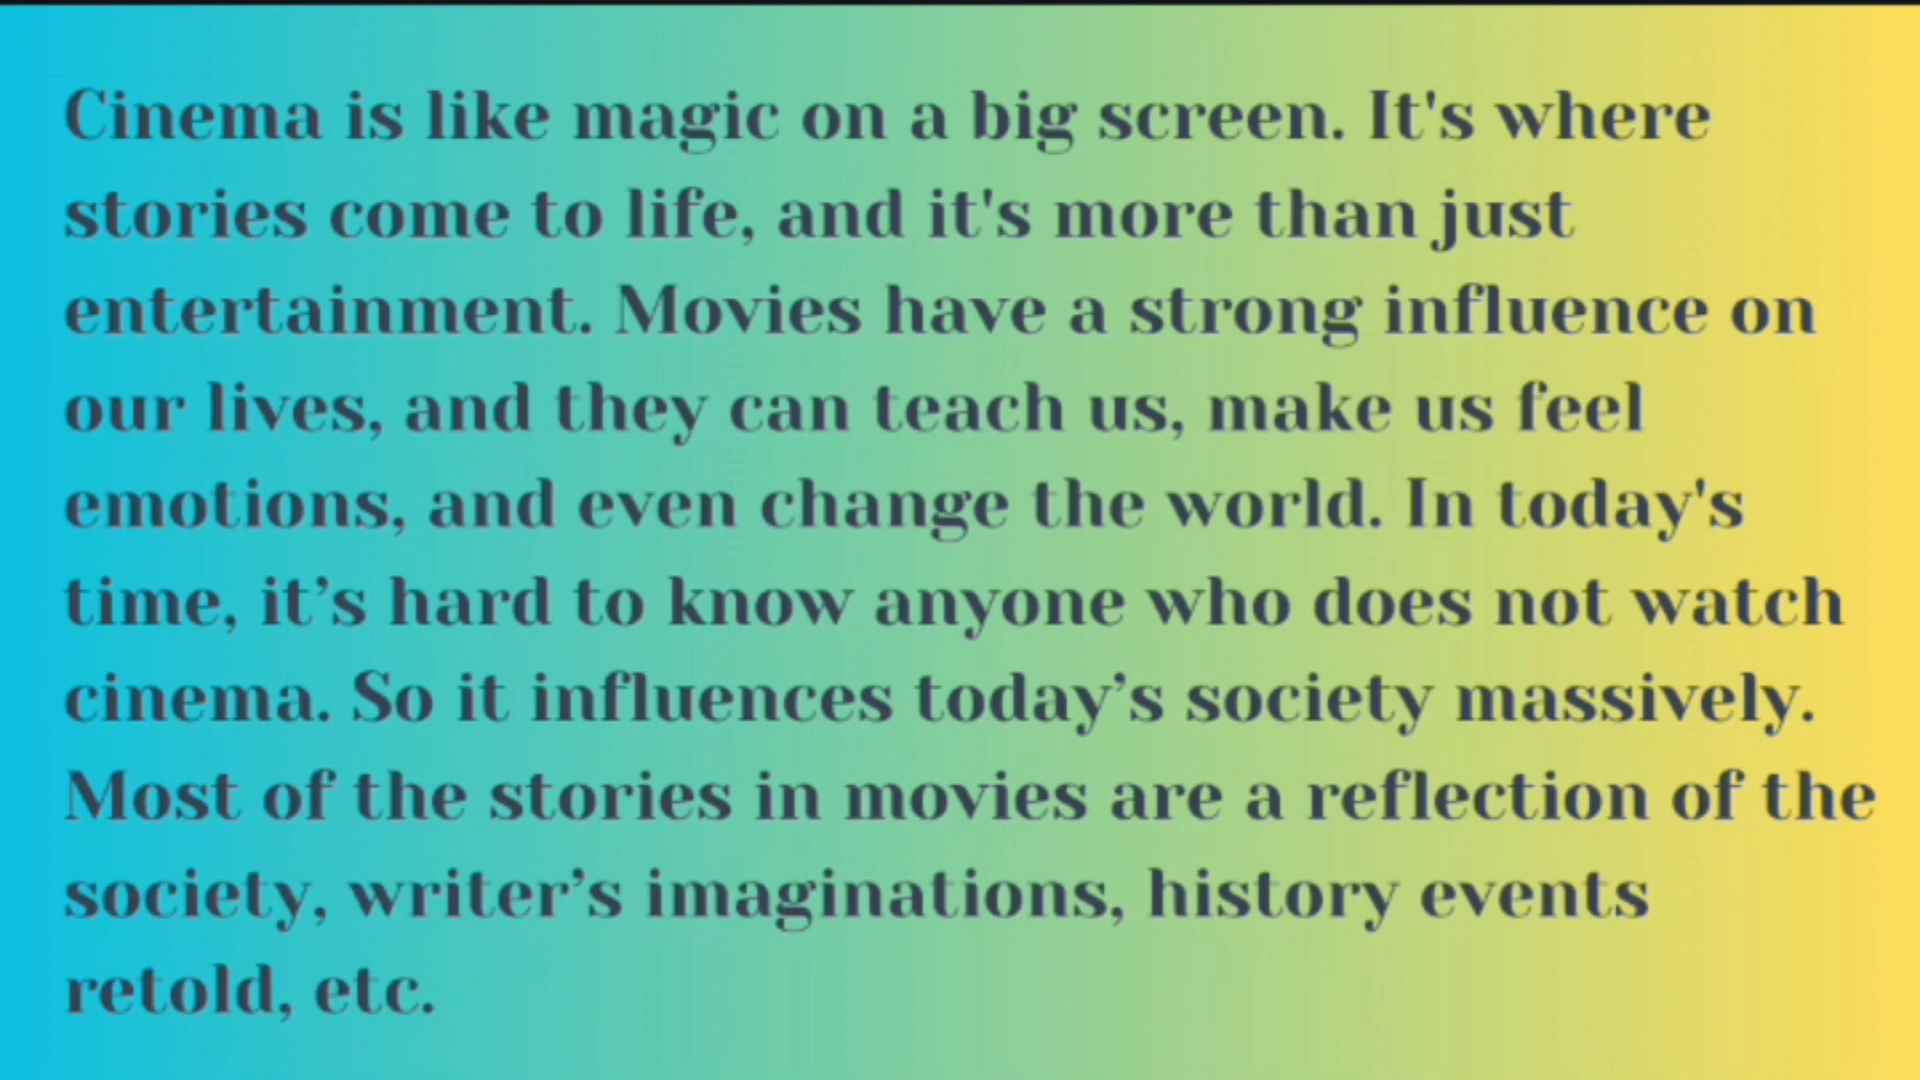 Cinema is like magic on a big screen. It's where
stories come to life, and it's more than just
entertainment. Movies have a strong influence on
our lives, and they can teach us, make us feel
emotions, and even change the world. In today's
time, it’s hard to know anyone who does not watch
cinema. So it influences today’s society massively.
Most of the stories in movies are a reflection of the
society, writer’s imaginations, history events
retold, etc.